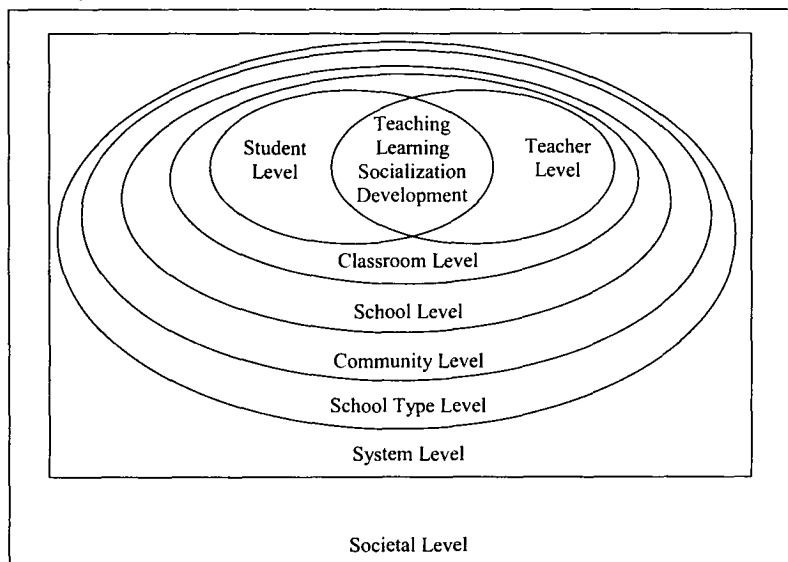 Student
Level
Teaching
Learning
Socialization
Development
Teacher
Level
Classroom Level
School Level
Community Level
School Type Level
System Level
Societal Level